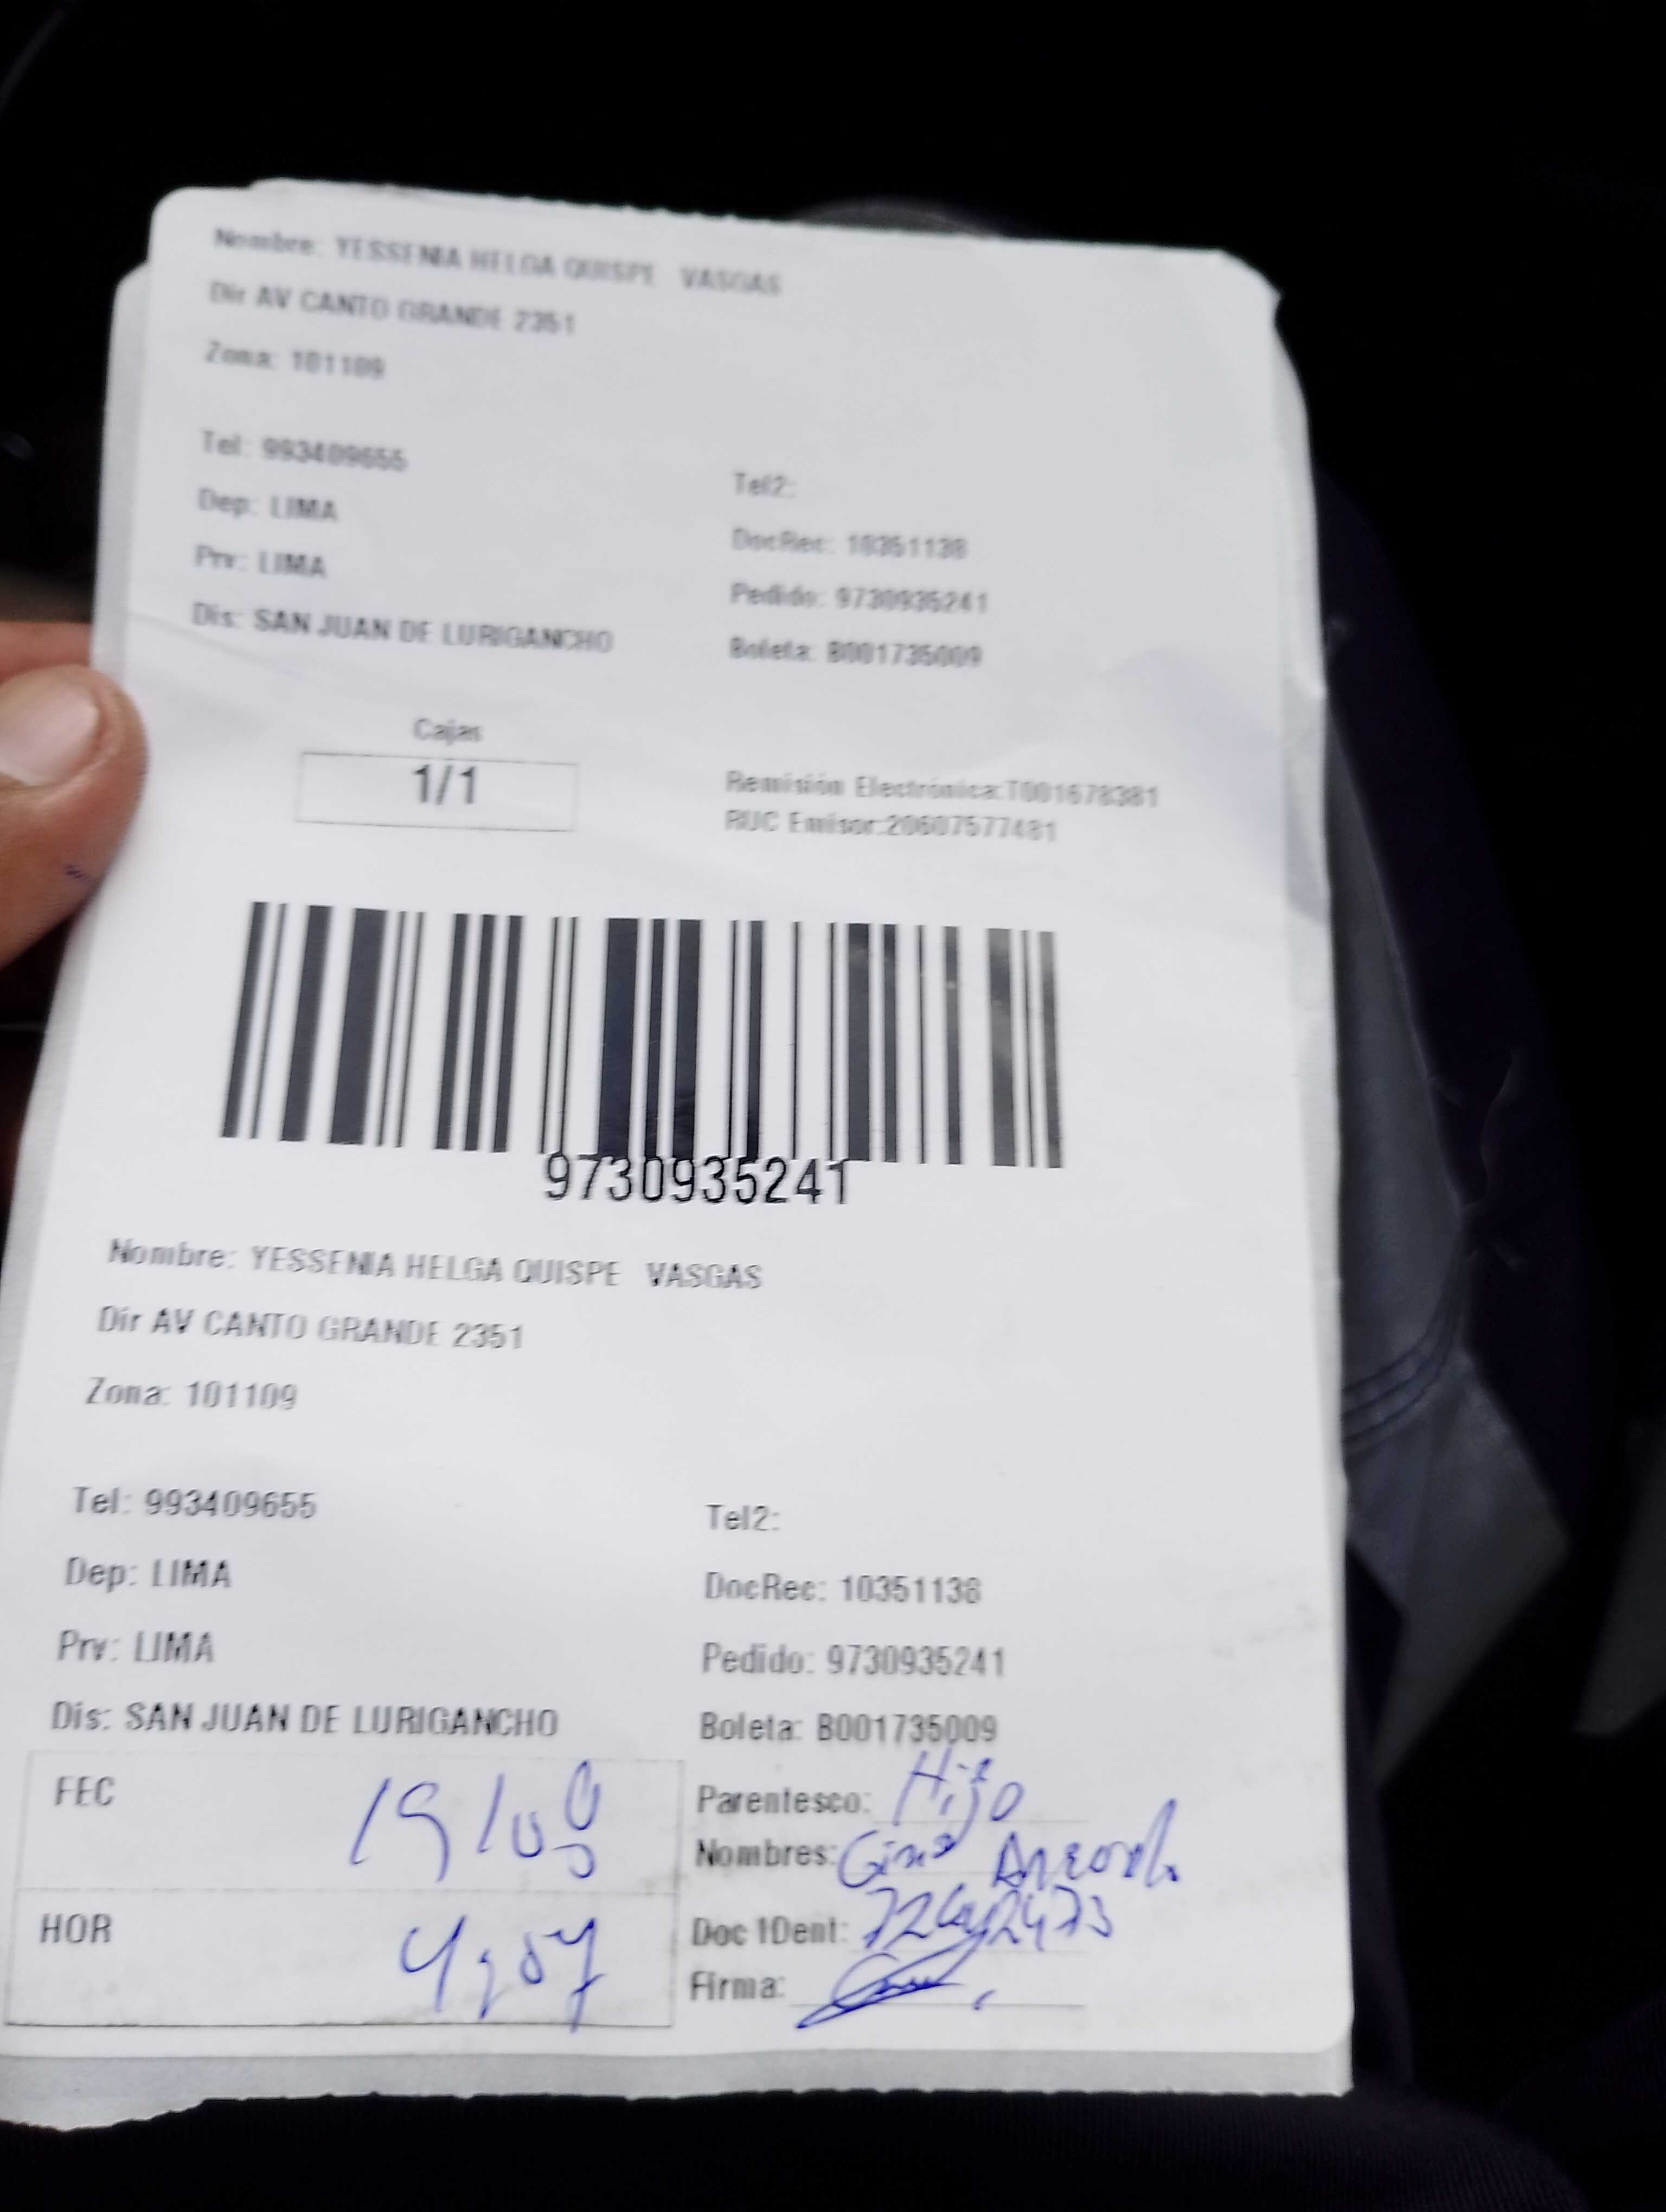 Nombre: YESSENIA HELGA QUISPE VASGAS
Dir AV CANTO GRANDE 2351
Zona: 101109
Tel: 993409655
Tel2:
Dep: LIMA
DocRec: 10351138
Prv: LIMA
Pedido: 9730935241
Dis: SAN JUAN DE LURIGANCHO
Boleta: B001735009
Cajas
1/1
Remisión Electrónica:T001678381
RUC Emisor:20607577481
9730935241
Nombre: YESSENIA HELGA QUISPE VASGAS
Dir AV CANTO GRANDE 2351
Zona: 101109
Tel: 993409655
Tel2:
Dep: LIMA
DocRec: 10351138
Prv: LIMA
Pedido: 9730935241
Dis: SAN JUAN DE LURIGANCHO
Boleta: B001735009
FEC
Parentesco: Hijo
Nombres:
HOR
Doc 1Dent:
Firma: